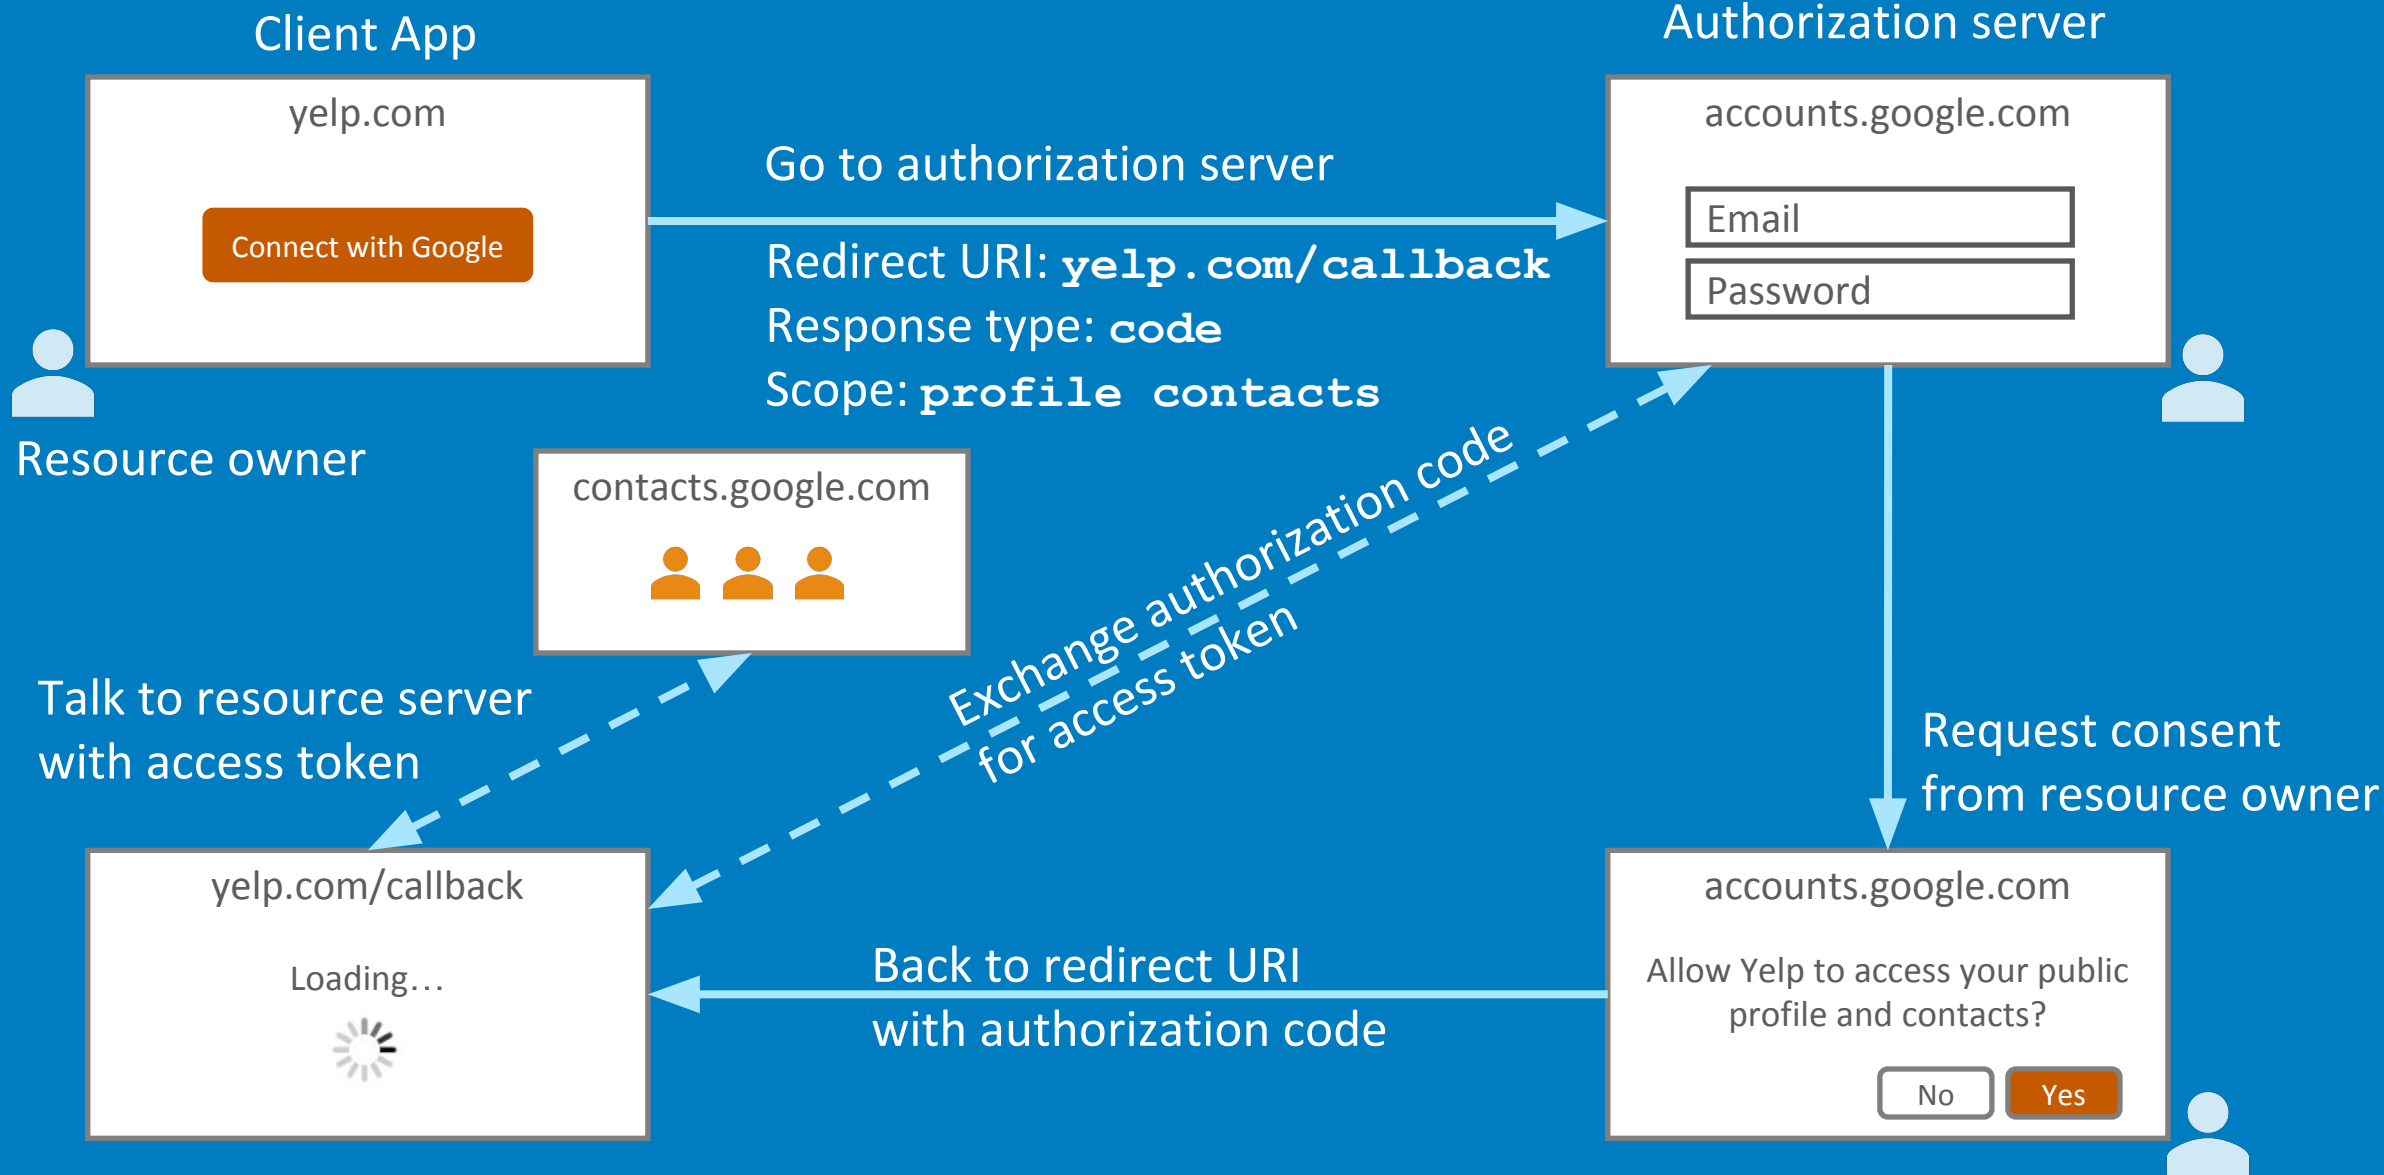 Client App
Authorization server
yelp.com
Connect with Google
Go to authorization server
Redirect URI: yelp.com/callback
Response type: code
Scope: profile contacts
accounts.google.com
Email
Password
Resource owner
contacts.google.com
Exchange authorization code
for access token
Talk to resource server
with access token
Request consent
from resource owner
yelp.com/callback
Loading…
Back to redirect URI
with authorization code
accounts.google.com
Allow Yelp to access your public
profile and contacts?
No
Yes